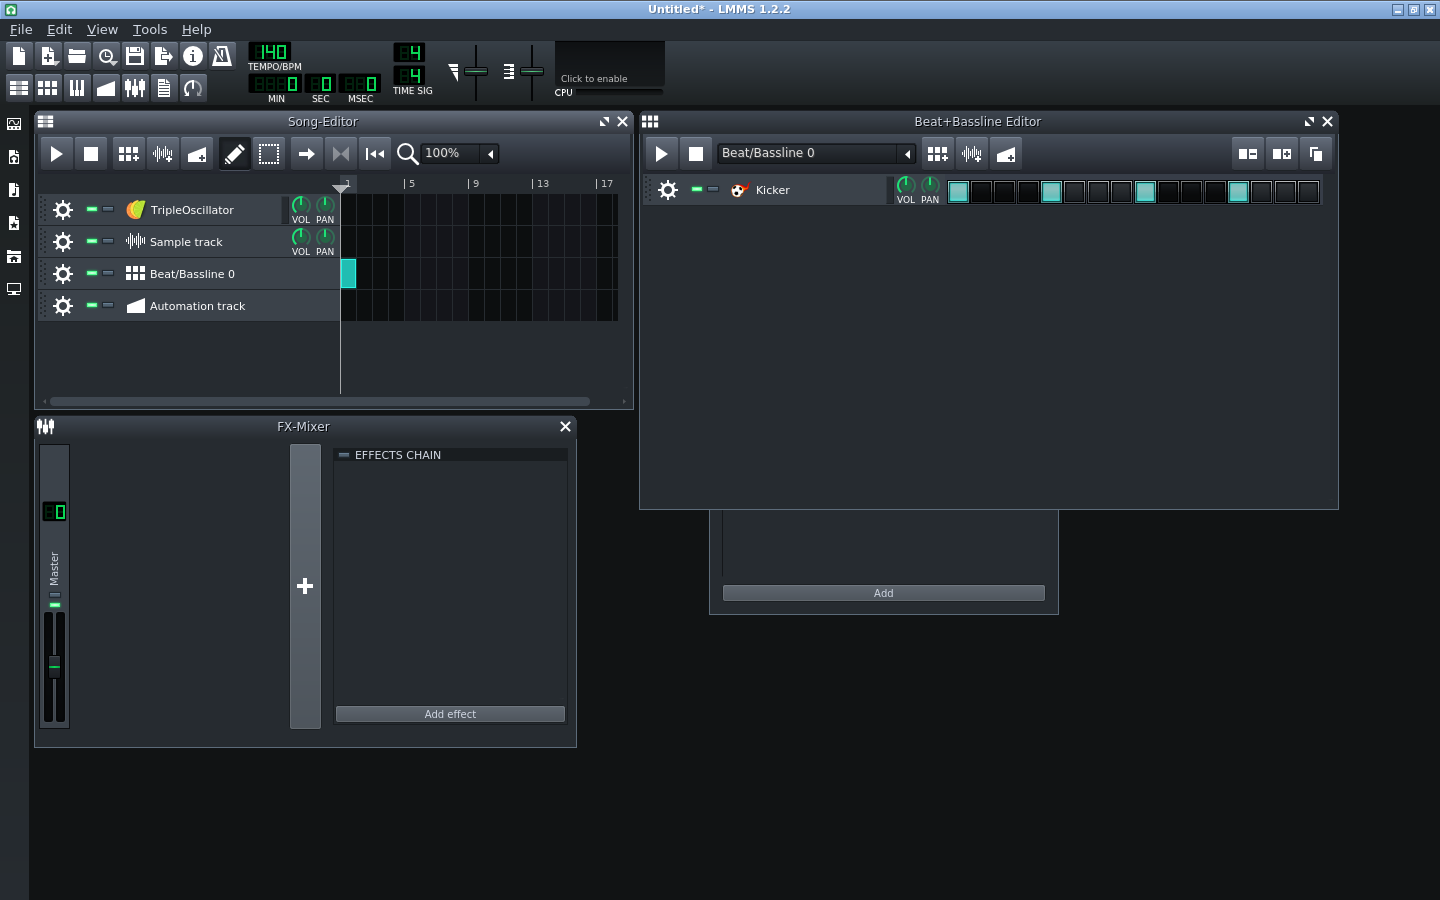 Untitled* - LMMS 1.2.2
File Edit View Tools Help
140
TEMPO/BPM
4
4
TIME SIG
0 0 0
MIN SEC MSEC
Click to enable
CPU
Song-Editor
100%
1 5 9 13 17
TripleOscillator VOL PAN
Sample track VOL PAN
Beat/Bassline 0
Automation track
Beat+Bassline Editor
Beat/Bassline 0
Kicker VOL PAN
FX-Mixer
0
Master
EFFECTS CHAIN
Add effect
Add